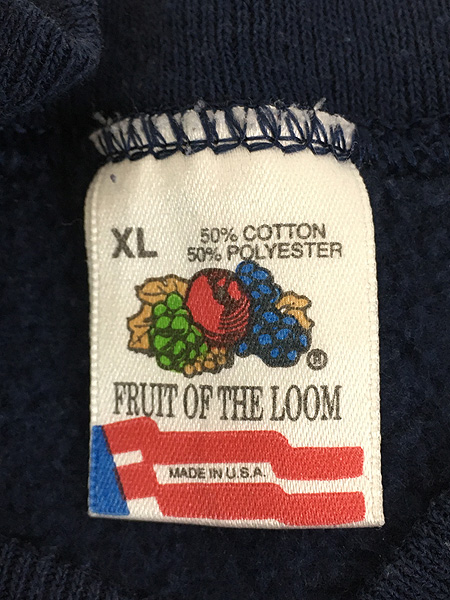 XL
50% COTTON
50% POLYESTER
®
FRUIT OF THE LOOM
MADE IN U.S.A.